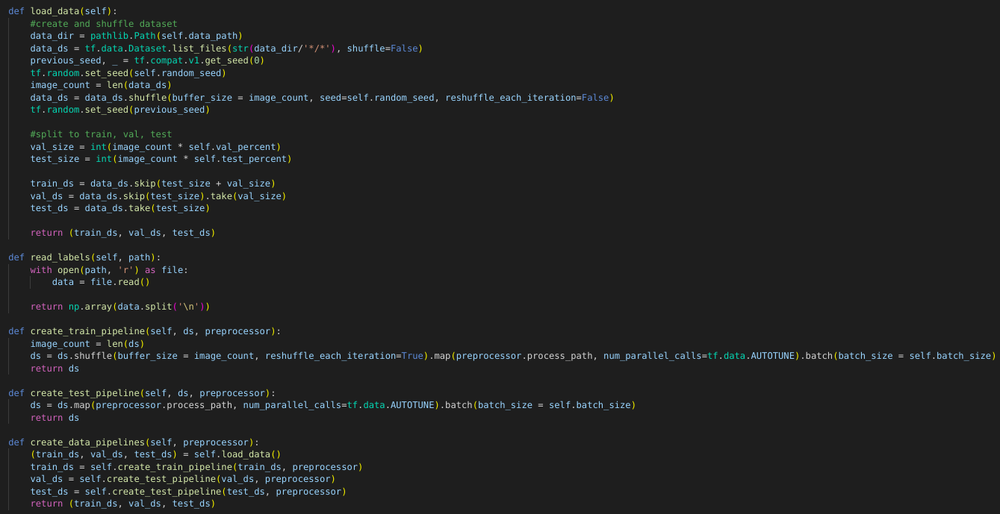 def load_data(self):
    #create and shuffle dataset
    data_dir = pathlib.Path(self.data_path)
    data_ds = tf.data.Dataset.list_files(str(data_dir/'*/*'), shuffle=False)
    previous_seed, _ = tf.compat.v1.get_seed(0)
    tf.random.set_seed(self.random_seed)
    image_count = len(data_ds)
    data_ds = data_ds.shuffle(buffer_size = image_count, seed=self.random_seed, reshuffle_each_iteration=False)
    tf.random.set_seed(previous_seed)

    #split to train, val, test
    val_size = int(image_count * self.val_percent)
    test_size = int(image_count * self.test_percent)

    train_ds = data_ds.skip(test_size + val_size)
    val_ds = data_ds.skip(test_size).take(val_size)
    test_ds = data_ds.take(test_size)

    return (train_ds, val_ds, test_ds)

def read_labels(self, path):
    with open(path, 'r') as file:
        data = file.read()

    return np.array(data.split('\n'))

def create_train_pipeline(self, ds, preprocessor):
    image_count = len(ds)
    ds = ds.shuffle(buffer_size = image_count, reshuffle_each_iteration=True).map(preprocessor.process_path, num_parallel_calls=tf.data.AUTOTUNE).batch(batch_size = self.batch_size)
    return ds

def create_test_pipeline(self, ds, preprocessor):
    ds = ds.map(preprocessor.process_path, num_parallel_calls=tf.data.AUTOTUNE).batch(batch_size = self.batch_size)
    return ds

def create_data_pipelines(self, preprocessor):
    (train_ds, val_ds, test_ds) = self.load_data()
    train_ds = self.create_train_pipeline(train_ds, preprocessor)
    val_ds = self.create_test_pipeline(val_ds, preprocessor)
    test_ds = self.create_test_pipeline(test_ds, preprocessor)
    return (train_ds, val_ds, test_ds)